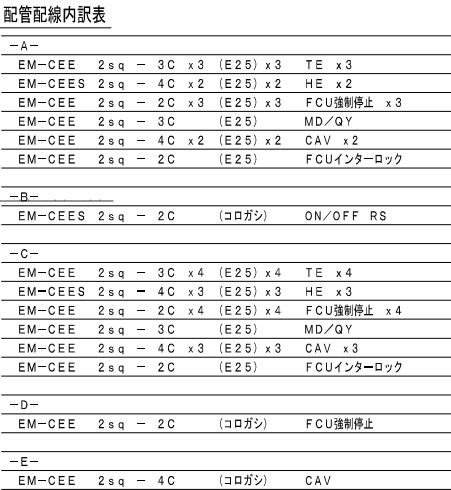 配管配線内訳表
－A－
EM－CEE 2sq － 3C x3 (E25) x3 TE x3
EM－CEES 2sq － 4C x2 (E25) x2 HE x2
EM－CEE 2sq － 2C x3 (E25) x3 FCU強制停止 x3
EM－CEE 2sq － 3C (E25) MD／QY
EM－CEE 2sq － 4C x2 (E25) x2 CAV x2
EM－CEE 2sq － 2C (E25) FCUインターロック
－B－
EM－CEES 2sq － 2C (コロガシ) ON／OFF RS
－C－
EM－CEE 2sq － 3C x4 (E25) x4 TE x4
EM－CEES 2sq － 4C x3 (E25) x3 HE x3
EM－CEE 2sq － 2C x4 (E25) x4 FCU強制停止 x4
EM－CEE 2sq － 3C (E25) MD／QY
EM－CEE 2sq － 4C x3 (E25) x3 CAV x3
EM－CEE 2sq － 2C (E25) FCUインターロック
－D－
EM－CEE 2sq － 2C (コロガシ) FCU強制停止
－E－
EM－CEE 2sq － 4C (コロガシ) CAV